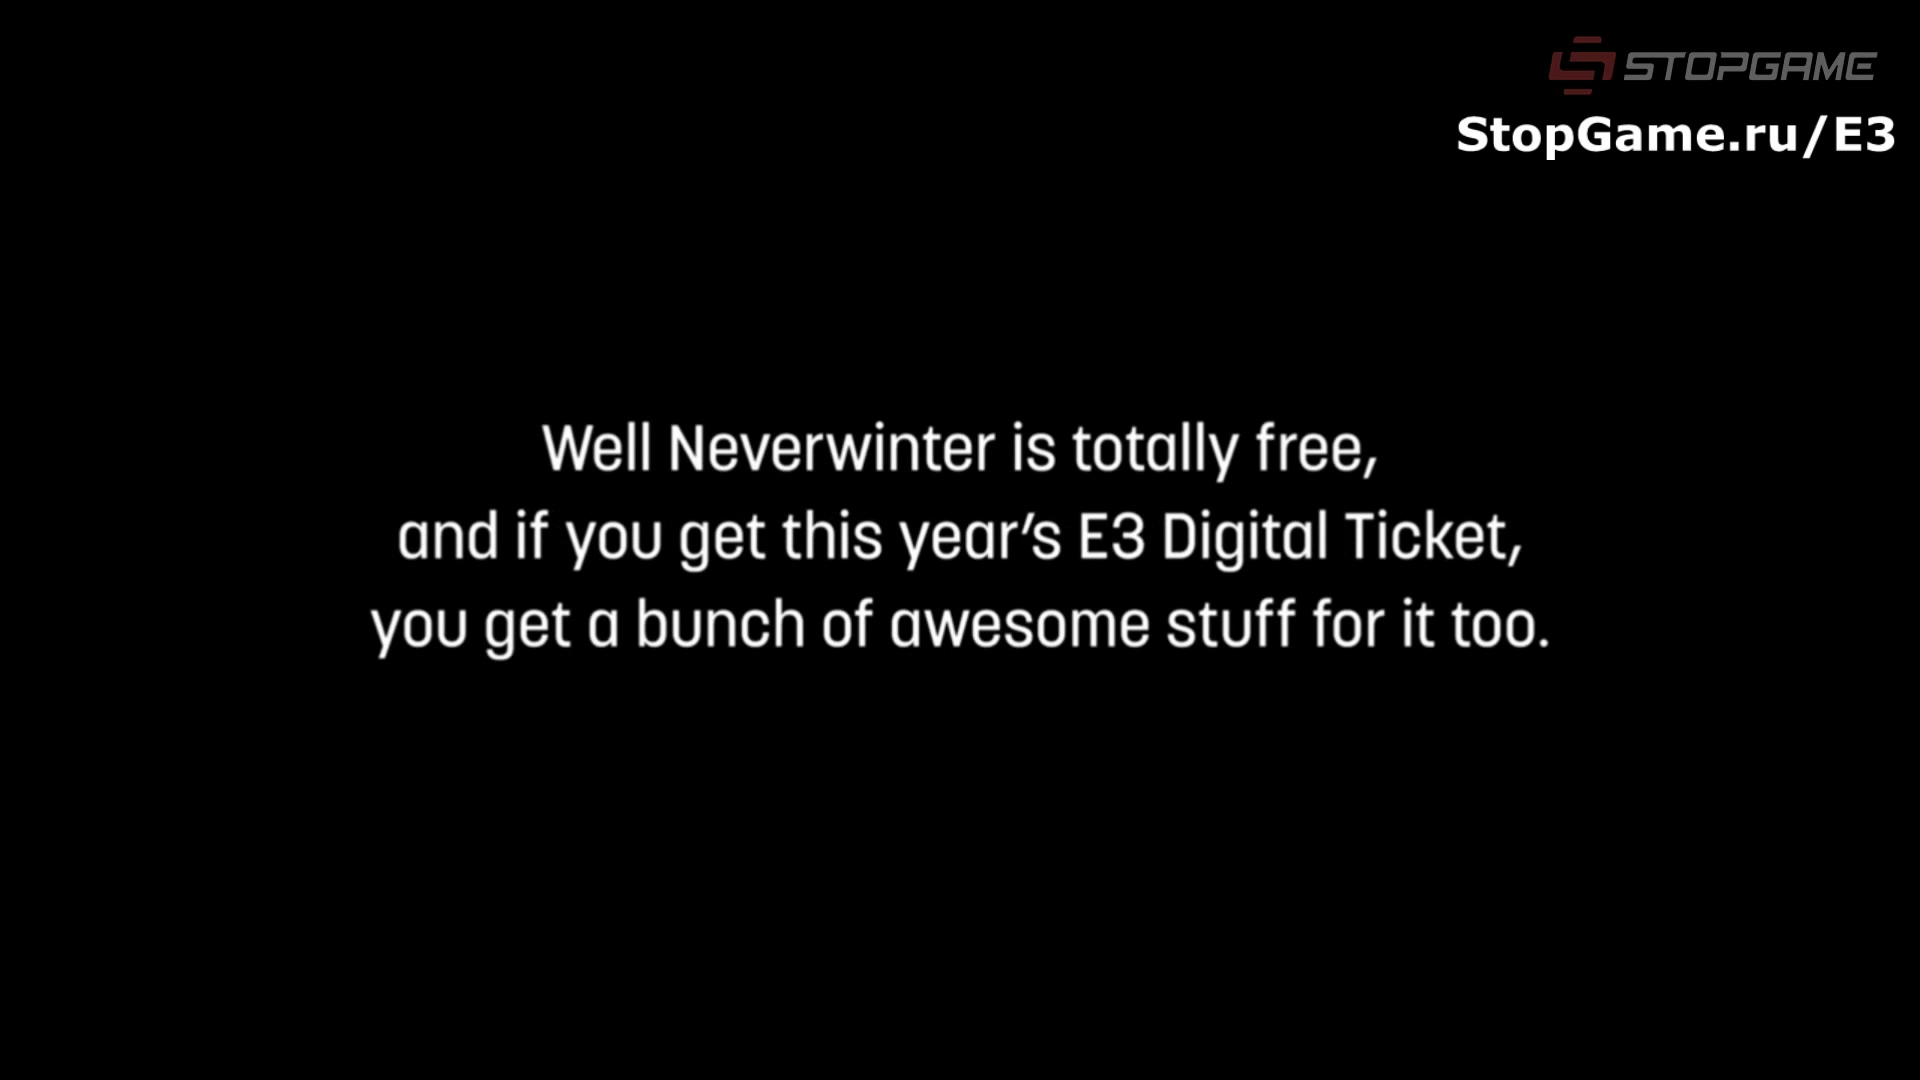 STOPGAME
StopGame.ru/E3
Well Neverwinter is totally free,
and if you get this year’s E3 Digital Ticket,
you get a bunch of awesome stuff for it too.